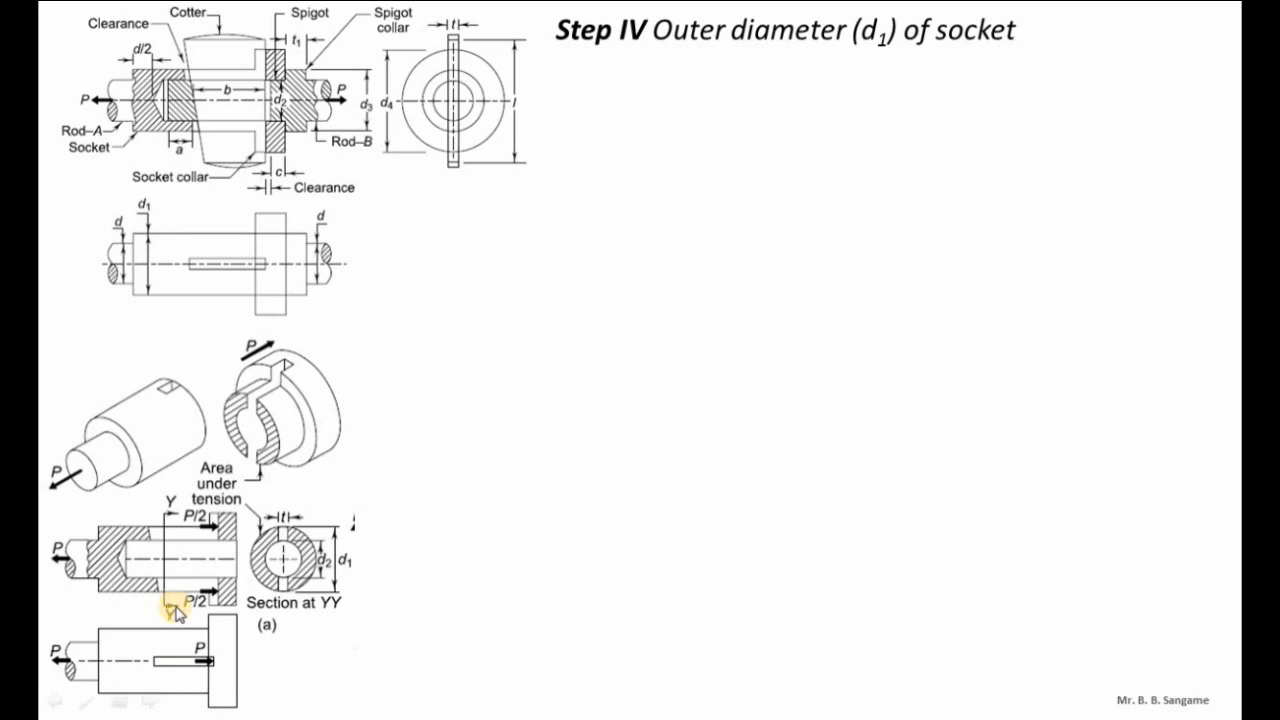 Step IV Outer diameter (d1) of socket
Cotter
Spigot
Spigot
collar
Clearance
t1
t
d/2
P
b
d2
P
d3
d4
l
Rod–A
Socket
a
Rod–B
Socket collar
c
Clearance
d1
d
d
P
P
Area
under
tension
Y
P/2
t
P
d2
d1
P/2
Y
Section at YY
(a)
P
P
Mr. B. B. Sangame